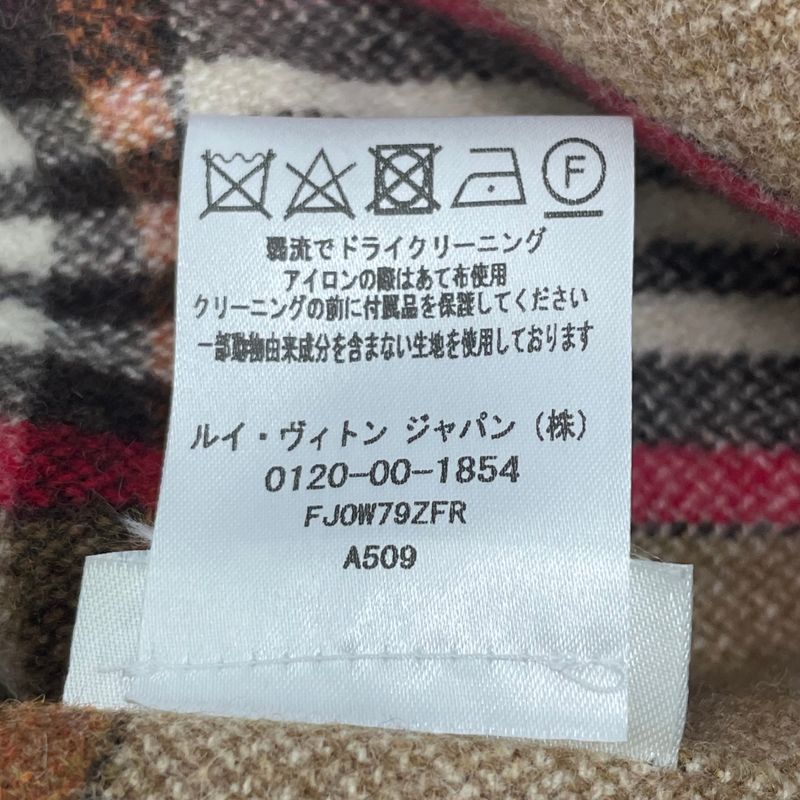 F
弱流でドライクリーニング
アイロンの際はあて布使用
クリーニングの前に付属品を保護してください
一部動物由来成分を含まない生地を使用しております
ルイ・ヴィトン ジャパン（株）
0120-00-1854
FJOW79ZFR
A509